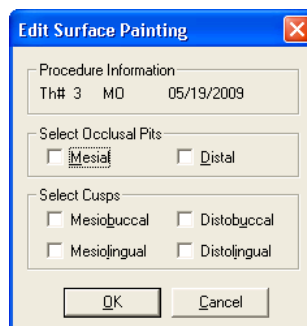 Edit Surface Painting
Procedure Information
Th# 3 MO 05/19/2009
Select Occlusal Pits
Mesial Distal
Select Cusps
Mesiobuccal Distobuccal
Mesiolingual Distolingual
OK Cancel